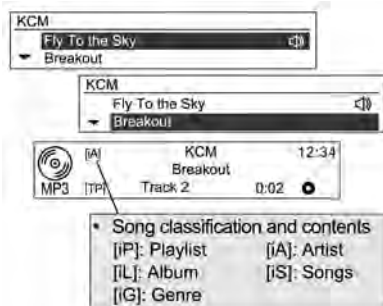 KCM
Fly To the Sky
Breakout
KCM
Fly To the Sky
Breakout
[iA] KCM 12:34
Breakout
MP3 [TP] Track 2 0:02
• Song classification and contents
[iP]: Playlist [iA]: Artist
[iL]: Album [iS]: Songs
[iG]: Genre